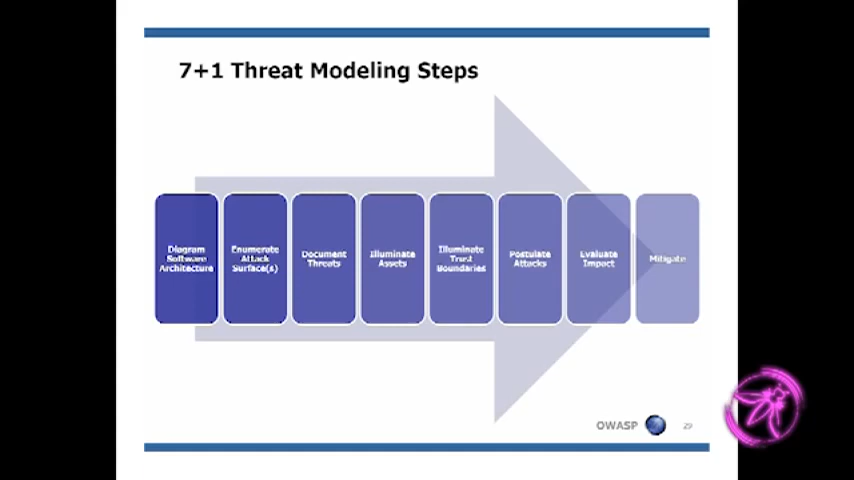 7+1 Threat Modeling Steps
Diagram
Software
Architecture
Enumerate
Attack
Surface(s)
Document
Threats
Illuminate
Assets
Illuminate
Trust
Boundaries
Postulate
Attacks
Evaluate
Impact
Mitigate
OWASP
29